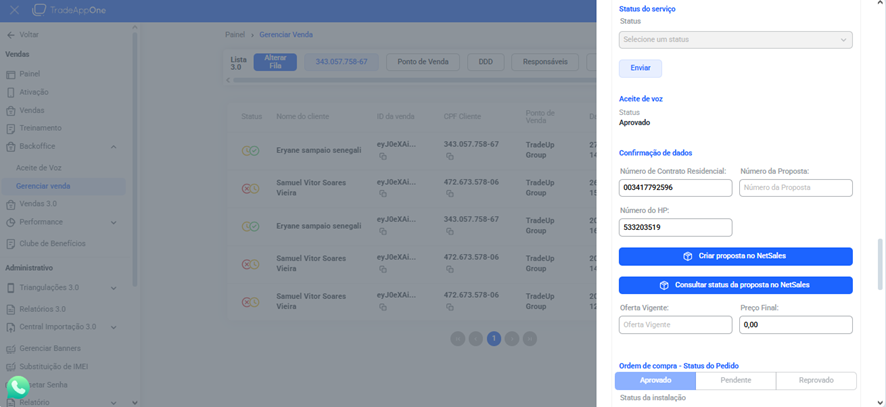 TradeAppOne
Voltar
Vendas
Painel
Ativação
Vendas
Treinamento
Backoffice
Aceite de Voz
Gerenciar venda
Vendas 3.0
Performance
Clube de Benefícios
Administrativo
Triangulações 3.0
Relatórios 3.0
Central Importação 3.0
Gerenciar Banners
Substituição de IMEI
etar Senha
Relatório
Painel › Gerenciar Venda
Lista 3.0
Alterar Fila
343.057.758-67
Ponto de Venda
DDD
Responsáveis
Status
Nome do cliente
ID da venda
CPF Cliente
Ponto de Venda
Eryane sampaio senegali
eyJ0eXAi...
343.057.758-67
TradeUp Group
Samuel Vitor Soares Vieira
eyJ0eXAi...
472.673.578-06
TradeUp Group
Eryane sampaio senegali
eyJ0eXAi...
343.057.758-67
TradeUp Group
Samuel Vitor Soares Vieira
eyJ0eXAi...
472.673.578-06
TradeUp Group
Samuel Vitor Soares Vieira
eyJ0eXAi...
472.673.578-06
TradeUp Group
1
Status do serviço
Status
Selecione um status
Enviar
Aceite de voz
Status
Aprovado
Confirmação de dados
Número de Contrato Residencial:
003417792596
Número da Proposta:
Número da Proposta
Número do HP:
533203519
Criar proposta no NetSales
Consultar status da proposta no NetSales
Oferta Vigente:
Oferta Vigente
Preço Final:
0,00
Ordem de compra - Status do Pedido
Aprovado
Pendente
Reprovado
Status da instalação